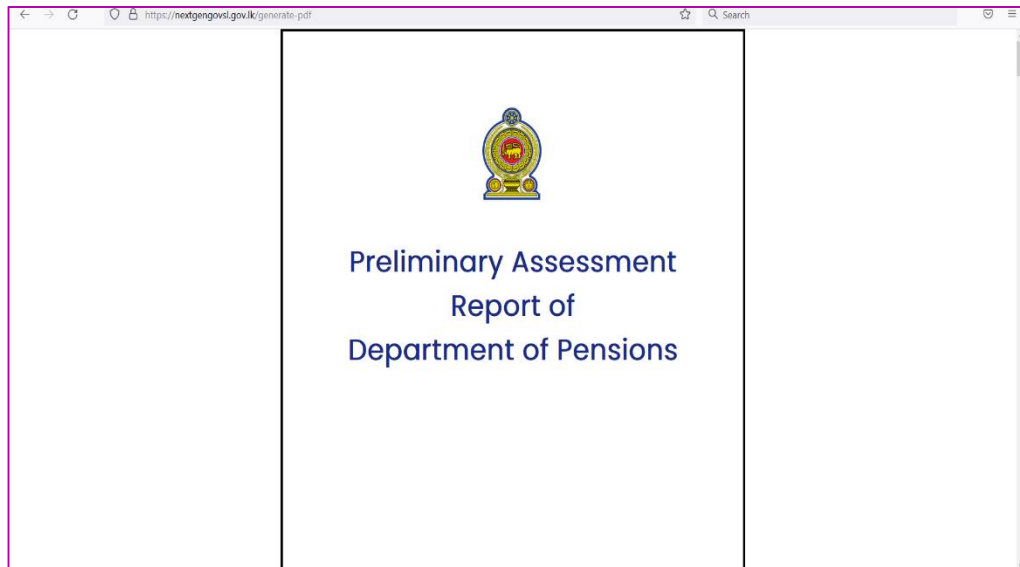 https://nextgengovsl.gov.lk/generate-pdf
Search
Preliminary Assessment
Report of
Department of Pensions